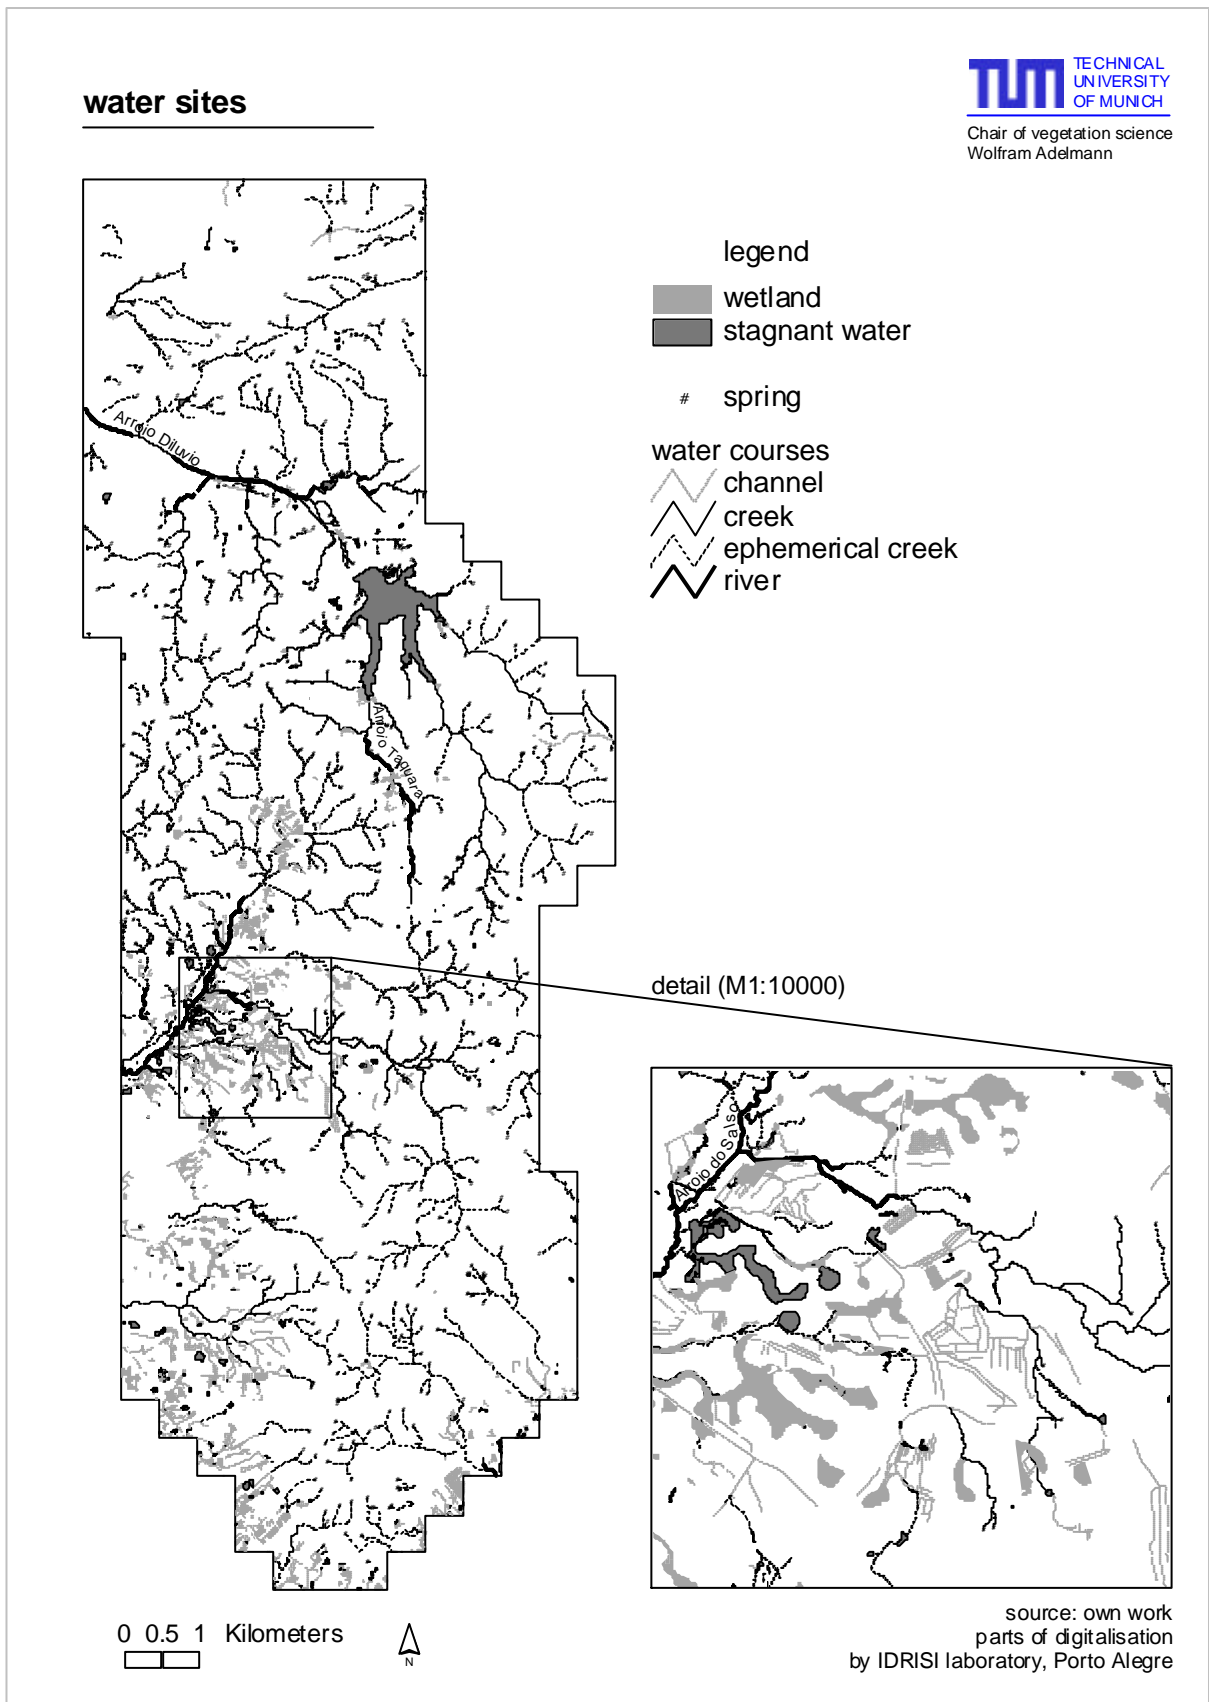 water sites
TECHNICAL
UNIVERSITY
OF MUNICH
TUM
Chair of vegetation science
Wolfram Adelmann
legend
wetland
stagnant water
# spring
water courses
channel
creek
ephemerical creek
river
Arroio Diluvio
Arroio Taquara
detail (M1:10000)
Arroio do Salso
0 0.5 1 Kilometers
N
source: own work
parts of digitalisation
by IDRISI laboratory, Porto Alegre